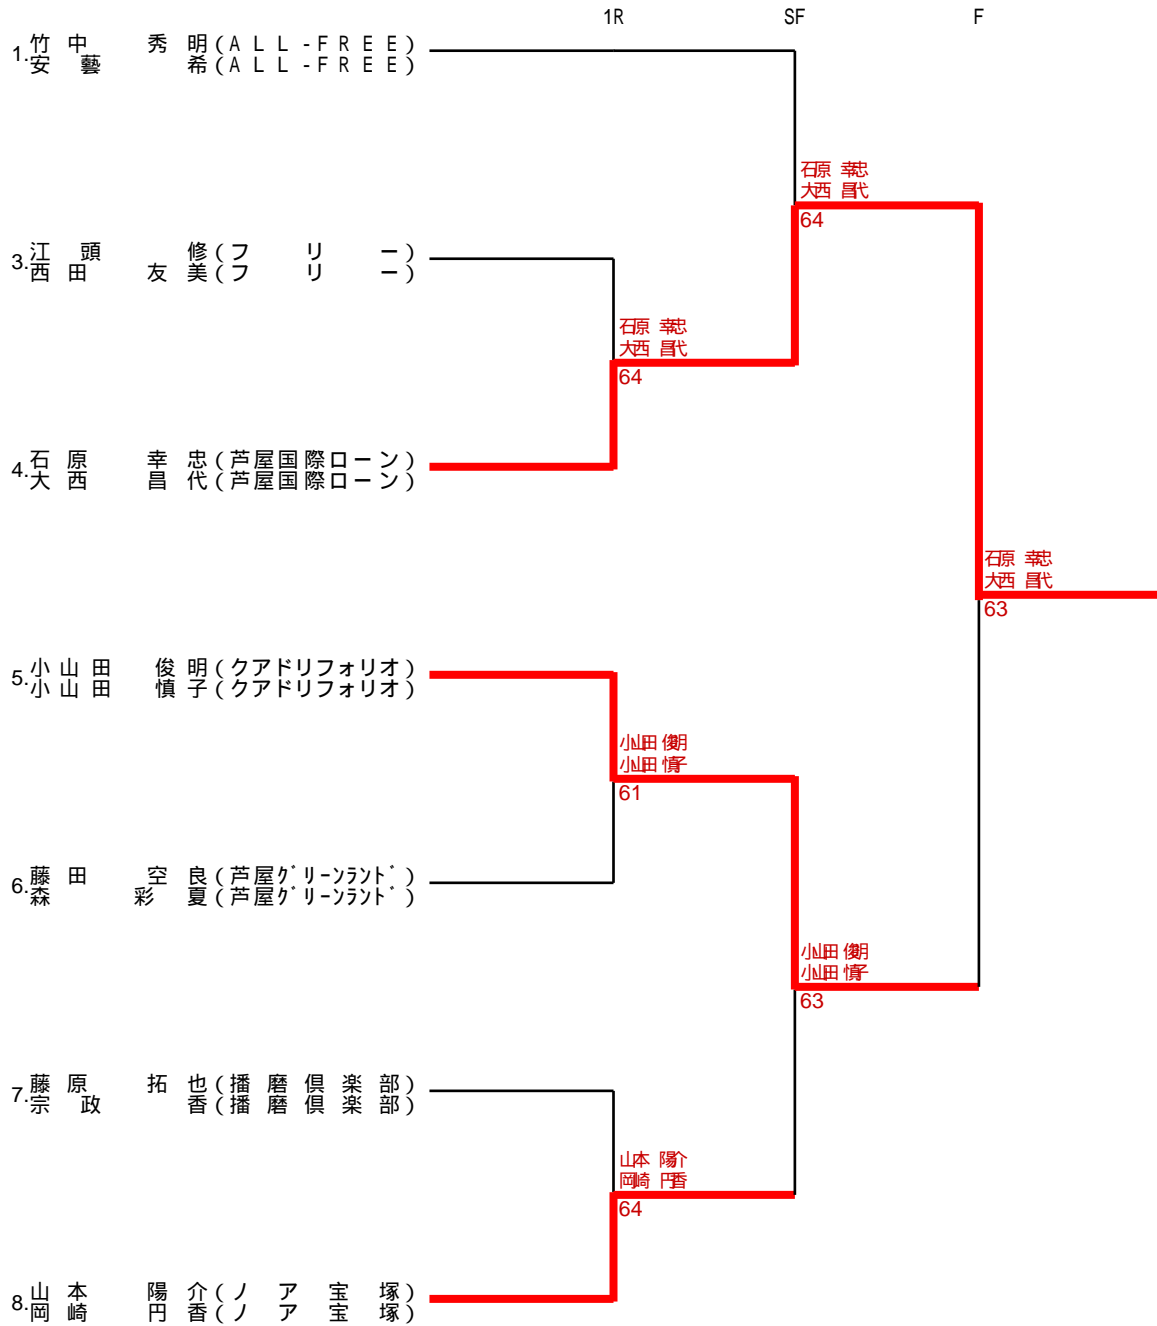 1R SF F
1. 竹中 秀明(ALL-FREE)
安藝 希(ALL-FREE)
石原 幸忠
大西 昌代
64
3. 江頭 修(フリー)
西田 友美(フリー)
石原 幸忠
大西 昌代
64
4. 石原 幸忠(芦屋国際ローン)
大西 昌代(芦屋国際ローン)
石原 幸忠
大西 昌代
63
5. 小山田 俊明(クアドリフォリオ)
小山田 慎子(クアドリフォリオ)
小山田 俊明
小山田 慎子
61
6. 藤田 空良(芦屋グリーンランド)
森 彩夏(芦屋グリーンランド)
小山田 俊明
小山田 慎子
63
7. 藤原 拓也(播磨倶楽部)
宗政 香(播磨倶楽部)
山本 陽介
岡崎 円香
64
8. 山本 陽介(ノア宝塚)
岡崎 円香(ノア宝塚)